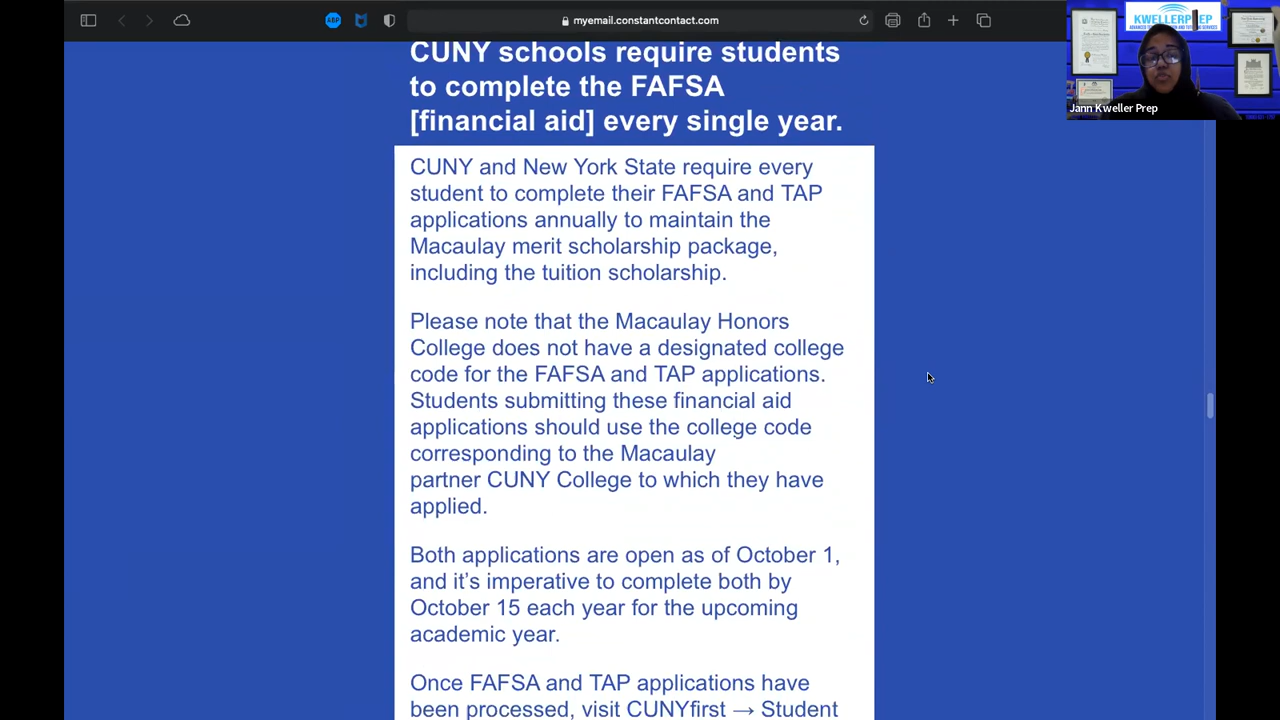 myemail.constantcontact.com
ABP
KWELLERPREP
Jann Kweller Prep
CUNY schools require students
to complete the FAFSA
[financial aid] every single year.
CUNY and New York State require every
student to complete their FAFSA and TAP
applications annually to maintain the
Macaulay merit scholarship package,
including the tuition scholarship.
Please note that the Macaulay Honors
College does not have a designated college
code for the FAFSA and TAP applications.
Students submitting these financial aid
applications should use the college code
corresponding to the Macaulay
partner CUNY College to which they have
applied.
Both applications are open as of October 1,
and it’s imperative to complete both by
October 15 each year for the upcoming
academic year.
Once FAFSA and TAP applications have
been processed, visit CUNYfirst → Student